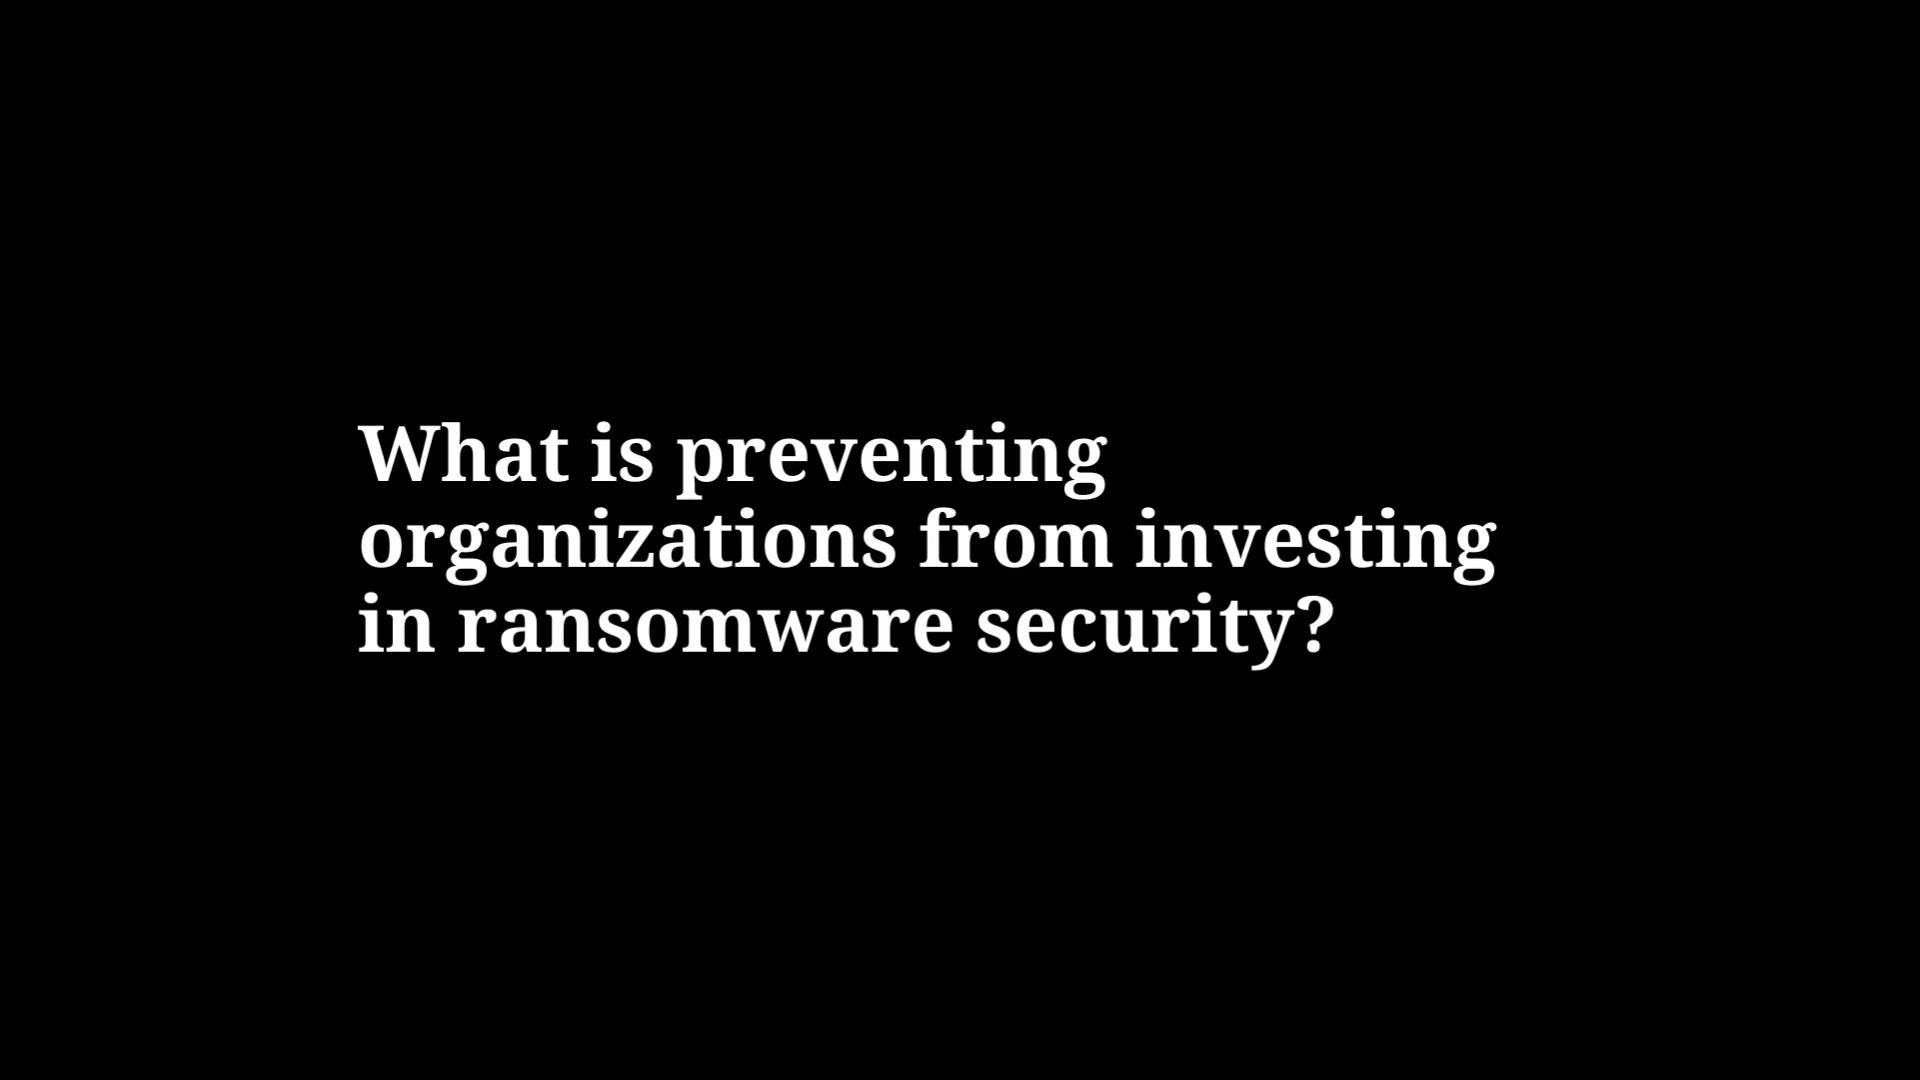 What is preventing
organizations from investing
in ransomware security?